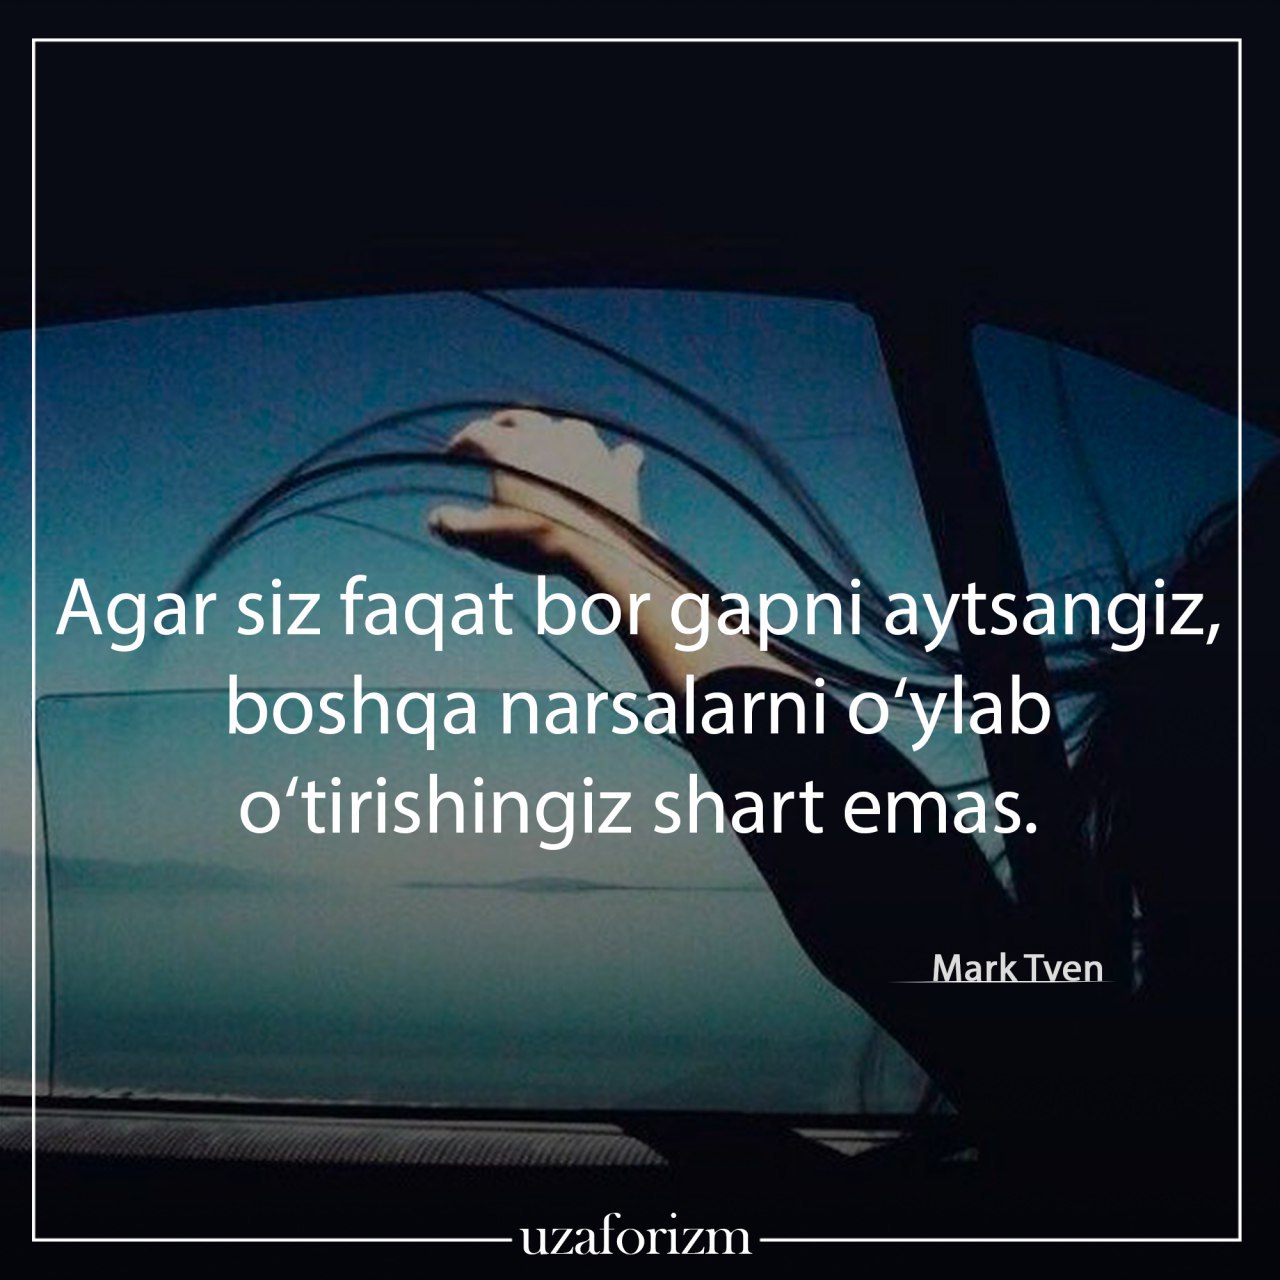 Agar siz faqat bor gapni aytsangiz,
boshqa narsalarni o‘ylab
o‘tirishingiz shart emas.
Mark Tven
uzaforizm